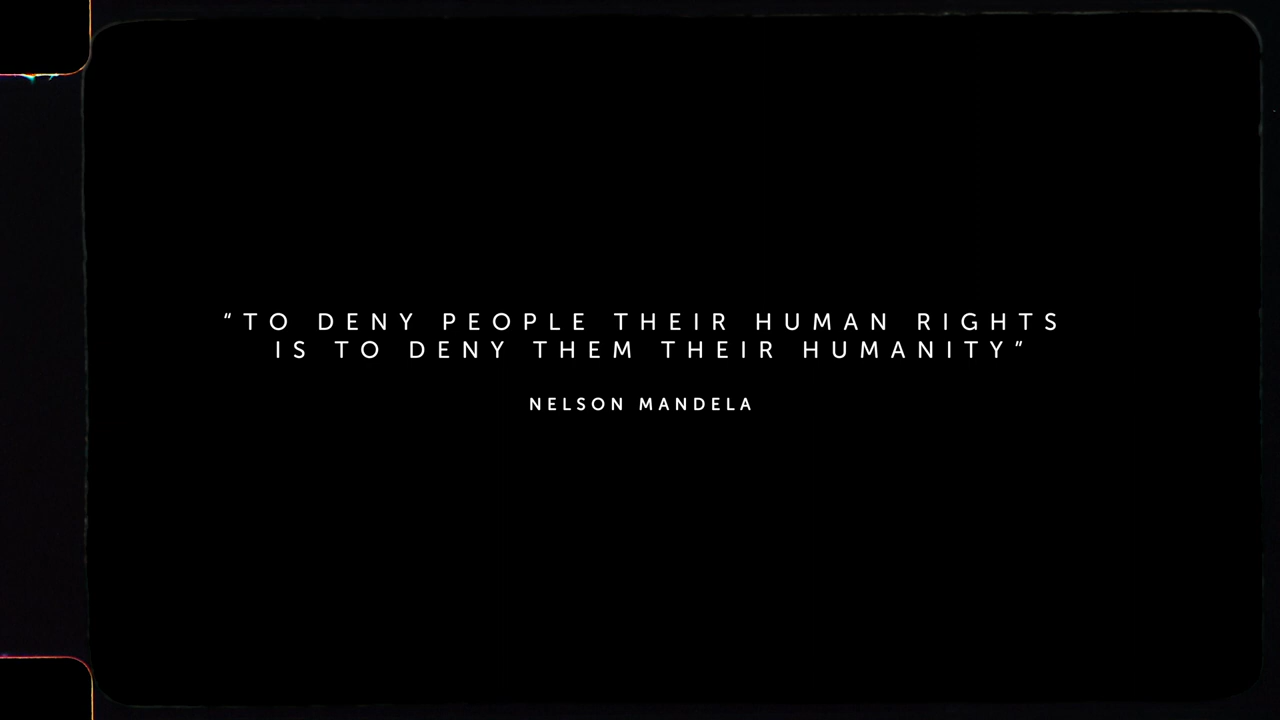 “TO DENY PEOPLE THEIR HUMAN RIGHTS
IS TO DENY THEM THEIR HUMANITY”
NELSON MANDELA